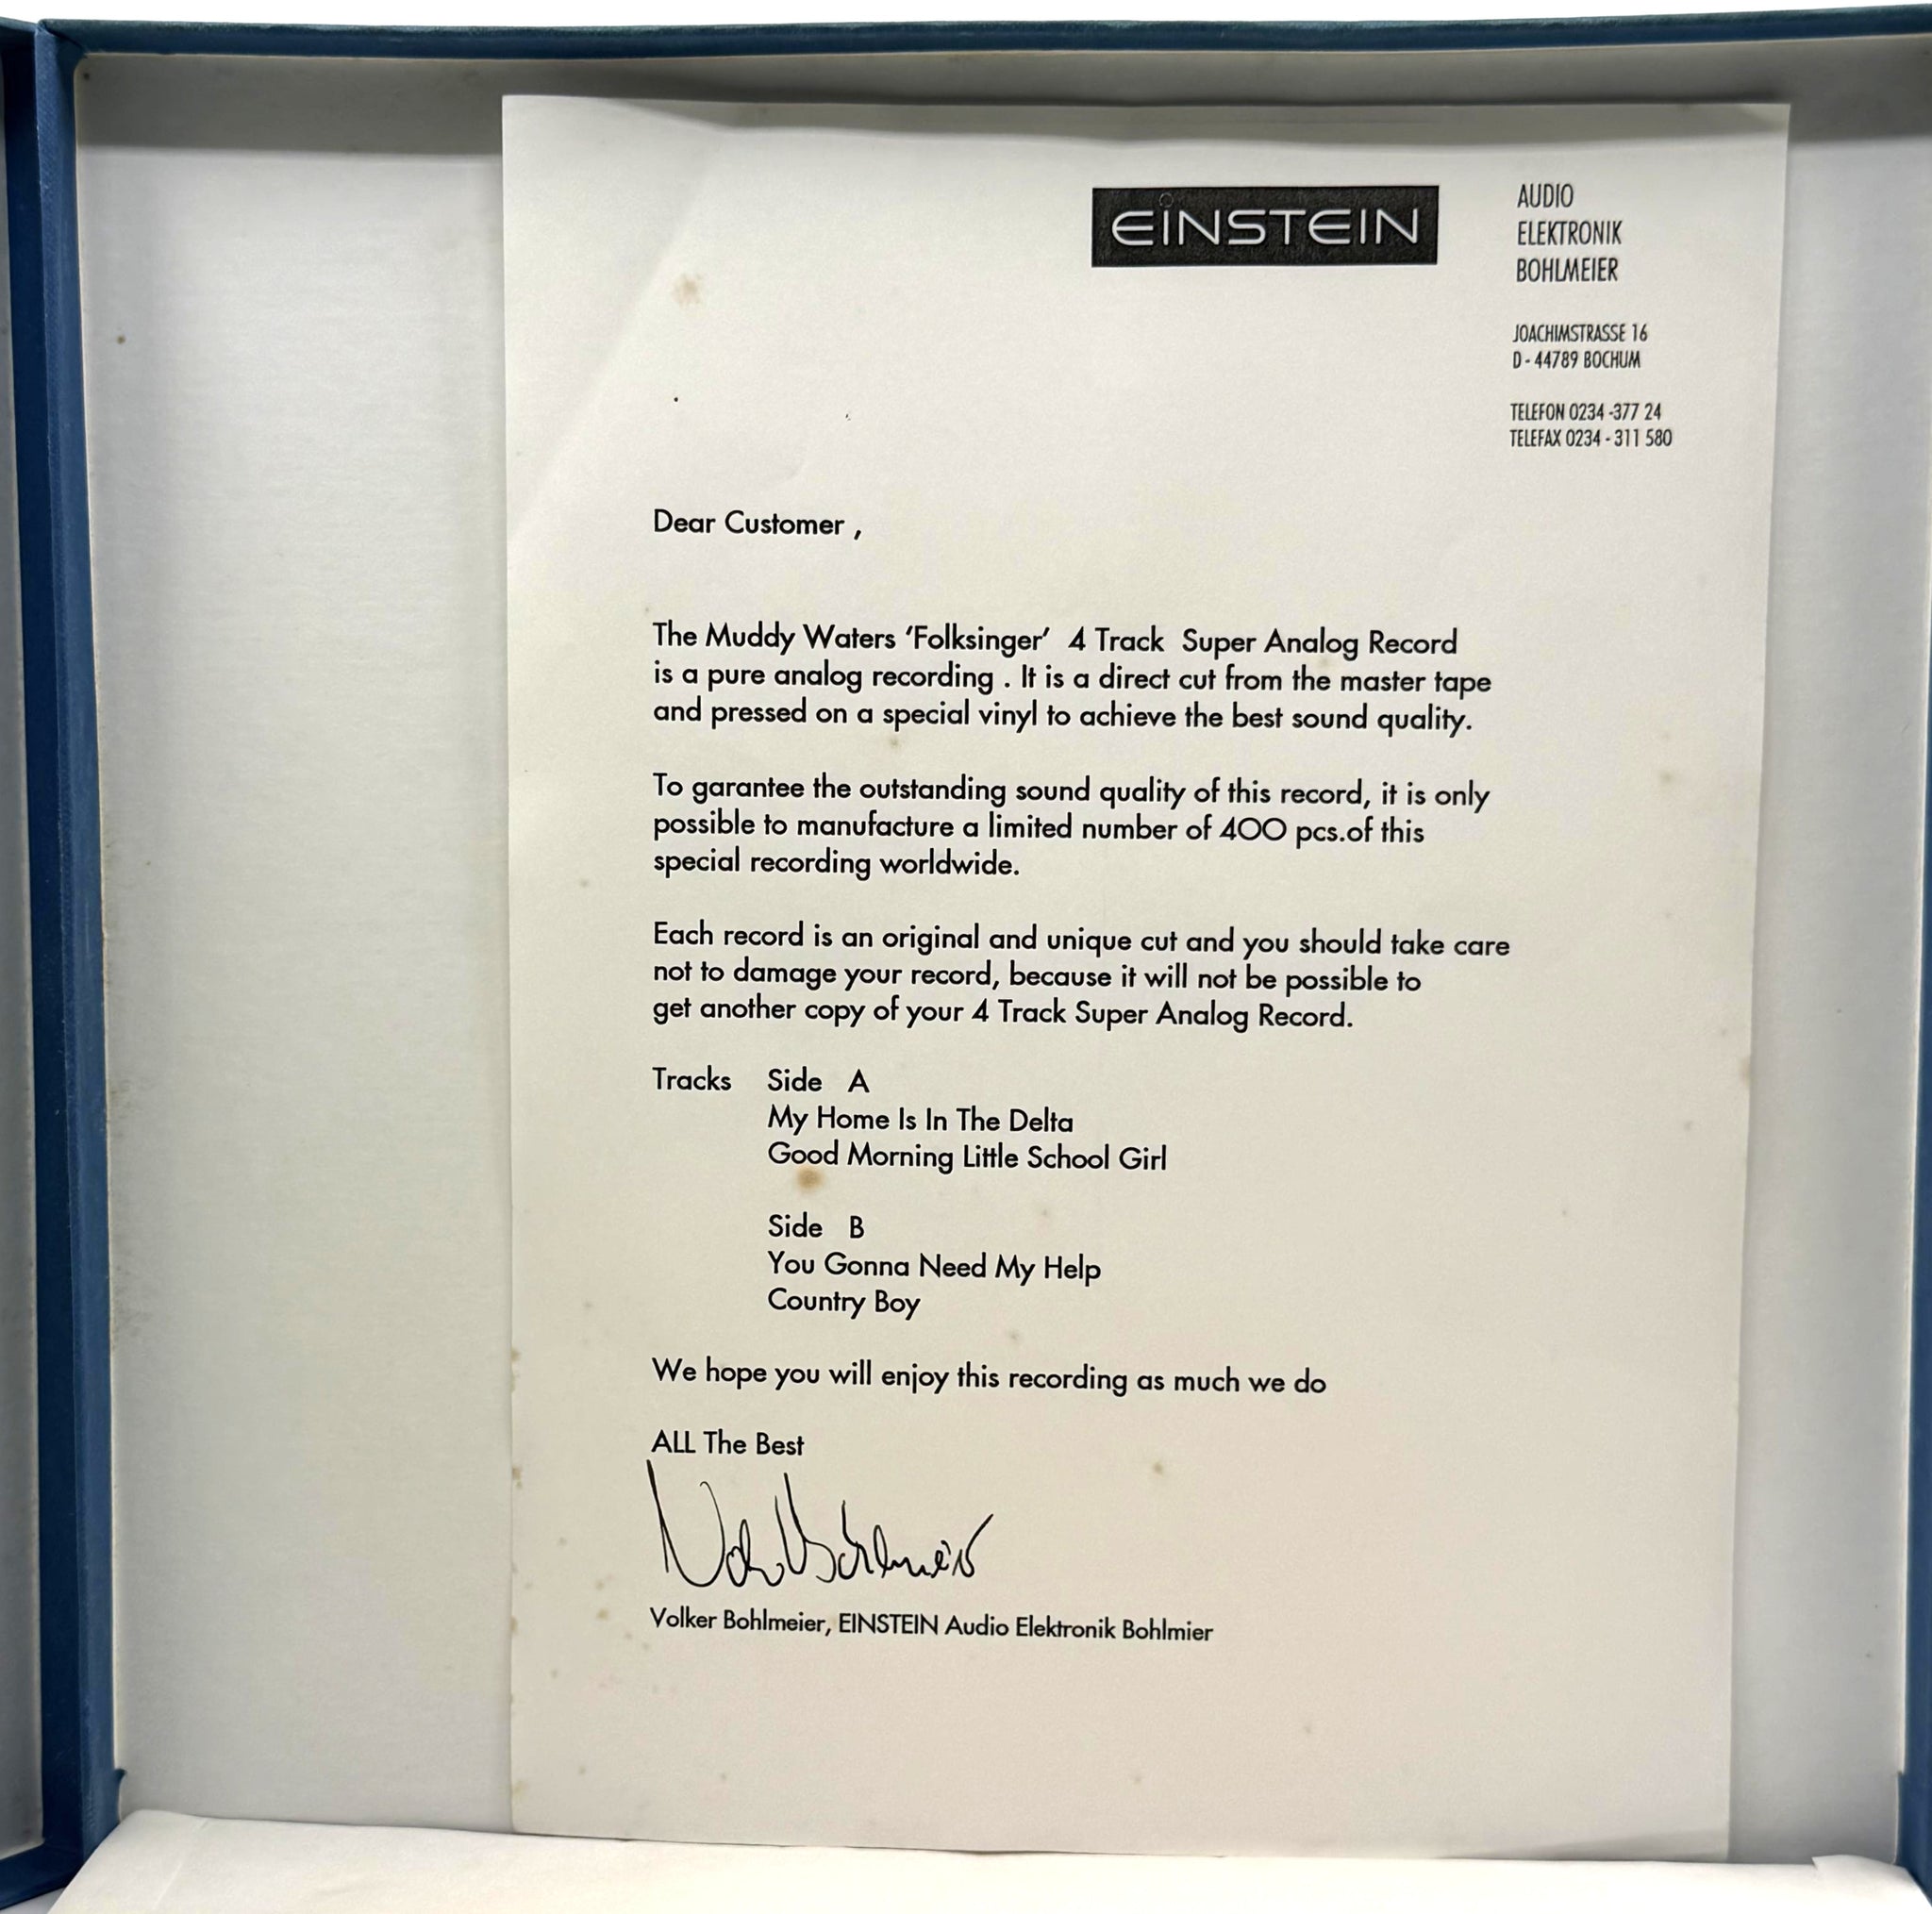 EINSTEIN
AUDIO
ELEKTRONIK
BOHLMEIER
JOACHIMSTRASSE 16
D - 44789 BOCHUM
TELEFON 0234 -377 24
TELEFAX 0234 - 311 580
Dear Customer ,
The Muddy Waters ‘Folksinger’ 4 Track Super Analog Record
is a pure analog recording . It is a direct cut from the master tape
and pressed on a special vinyl to achieve the best sound quality.
To garantee the outstanding sound quality of this record, it is only
possible to manufacture a limited number of 400 pcs.of this
special recording worldwide.
Each record is an original and unique cut and you should take care
not to damage your record, because it will not be possible to
get another copy of your 4 Track Super Analog Record.
Tracks Side A
My Home Is In The Delta
Good Morning Little School Girl
Side B
You Gonna Need My Help
Country Boy
We hope you will enjoy this recording as much we do
ALL The Best
Volker Bohlmeier
Volker Bohlmeier, EINSTEIN Audio Elektronik Bohlmier